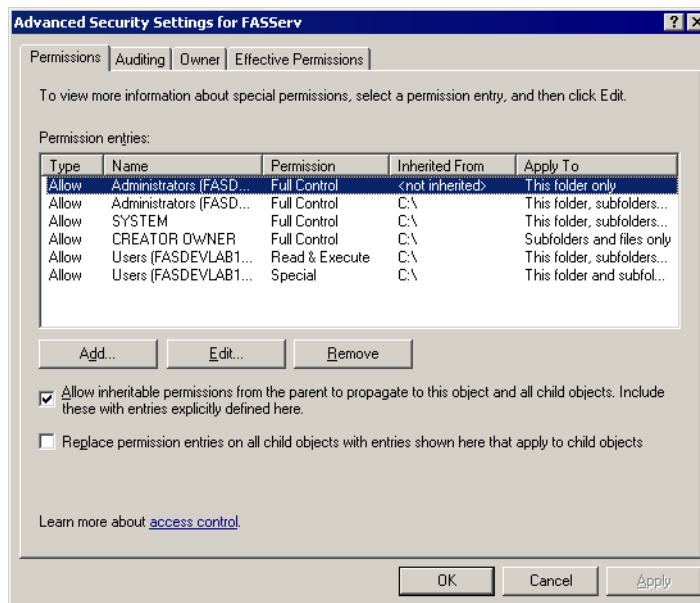 Advanced Security Settings for FASServ
Permissions Auditing Owner Effective Permissions
To view more information about special permissions, select a permission entry, and then click Edit.
Permission entries:
Type Name Permission Inherited From Apply To
Allow Administrators (FASD... Full Control <not inherited> This folder only
Allow Administrators (FASD... Full Control C:\ This folder, subfolders...
Allow SYSTEM Full Control C:\ This folder, subfolders...
Allow CREATOR OWNER Full Control C:\ Subfolders and files only
Allow Users (FASDEVLAB1... Read & Execute C:\ This folder, subfolders...
Allow Users (FASDEVLAB1... Special C:\ This folder and subfol...
Add... Edit... Remove
Allow inheritable permissions from the parent to propagate to this object and all child objects. Include
these with entries explicitly defined here.
Replace permission entries on all child objects with entries shown here that apply to child objects
Learn more about access control.
OK Cancel Apply